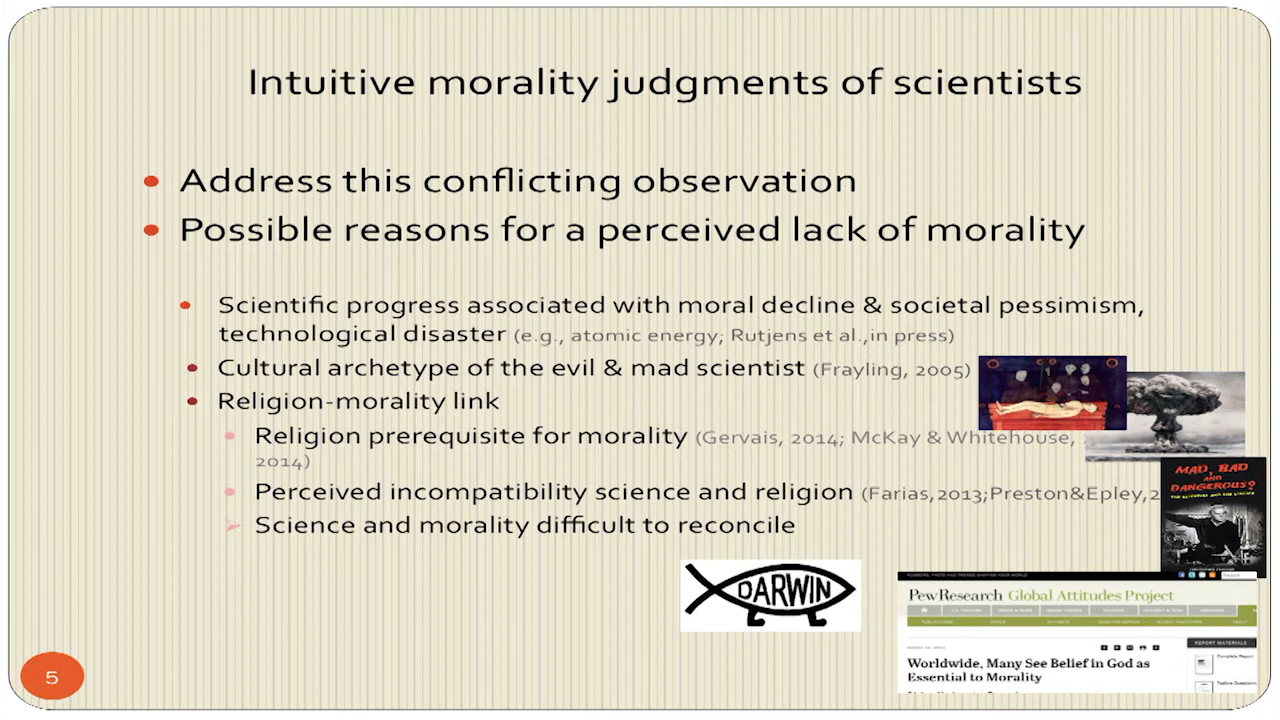 Intuitive morality judgments of scientists
Address this conflicting observation
Possible reasons for a perceived lack of morality
Scientific progress associated with moral decline & societal pessimism,
technological disaster (e.g., atomic energy; Rutjens et al.,in press)
Cultural archetype of the evil & mad scientist (Frayling, 2005)
Religion-morality link
Religion prerequisite for morality (Gervais, 2014; McKay & Whitehouse,
2014)
Perceived incompatibility science and religion (Farias,2013;Preston&Epley,2
Science and morality difficult to reconcile
MAD, BAD
AND
DANGEROUS?
DARWIN
PewResearch Global Attitudes Project
REPORT MATERIALS
Complete Report
Worldwide, Many See Belief in God as
Essential to Morality
5